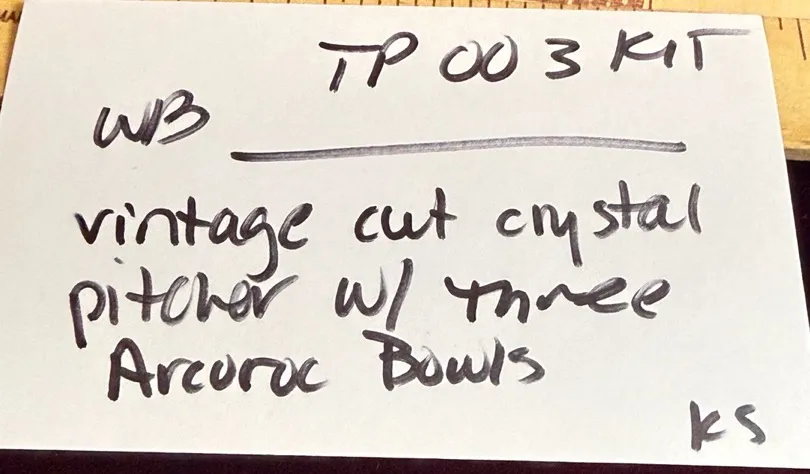 TP 003 KIT
WB
vintage cut crystal
pitcher w/ three
Arcoroc Bowls
KS